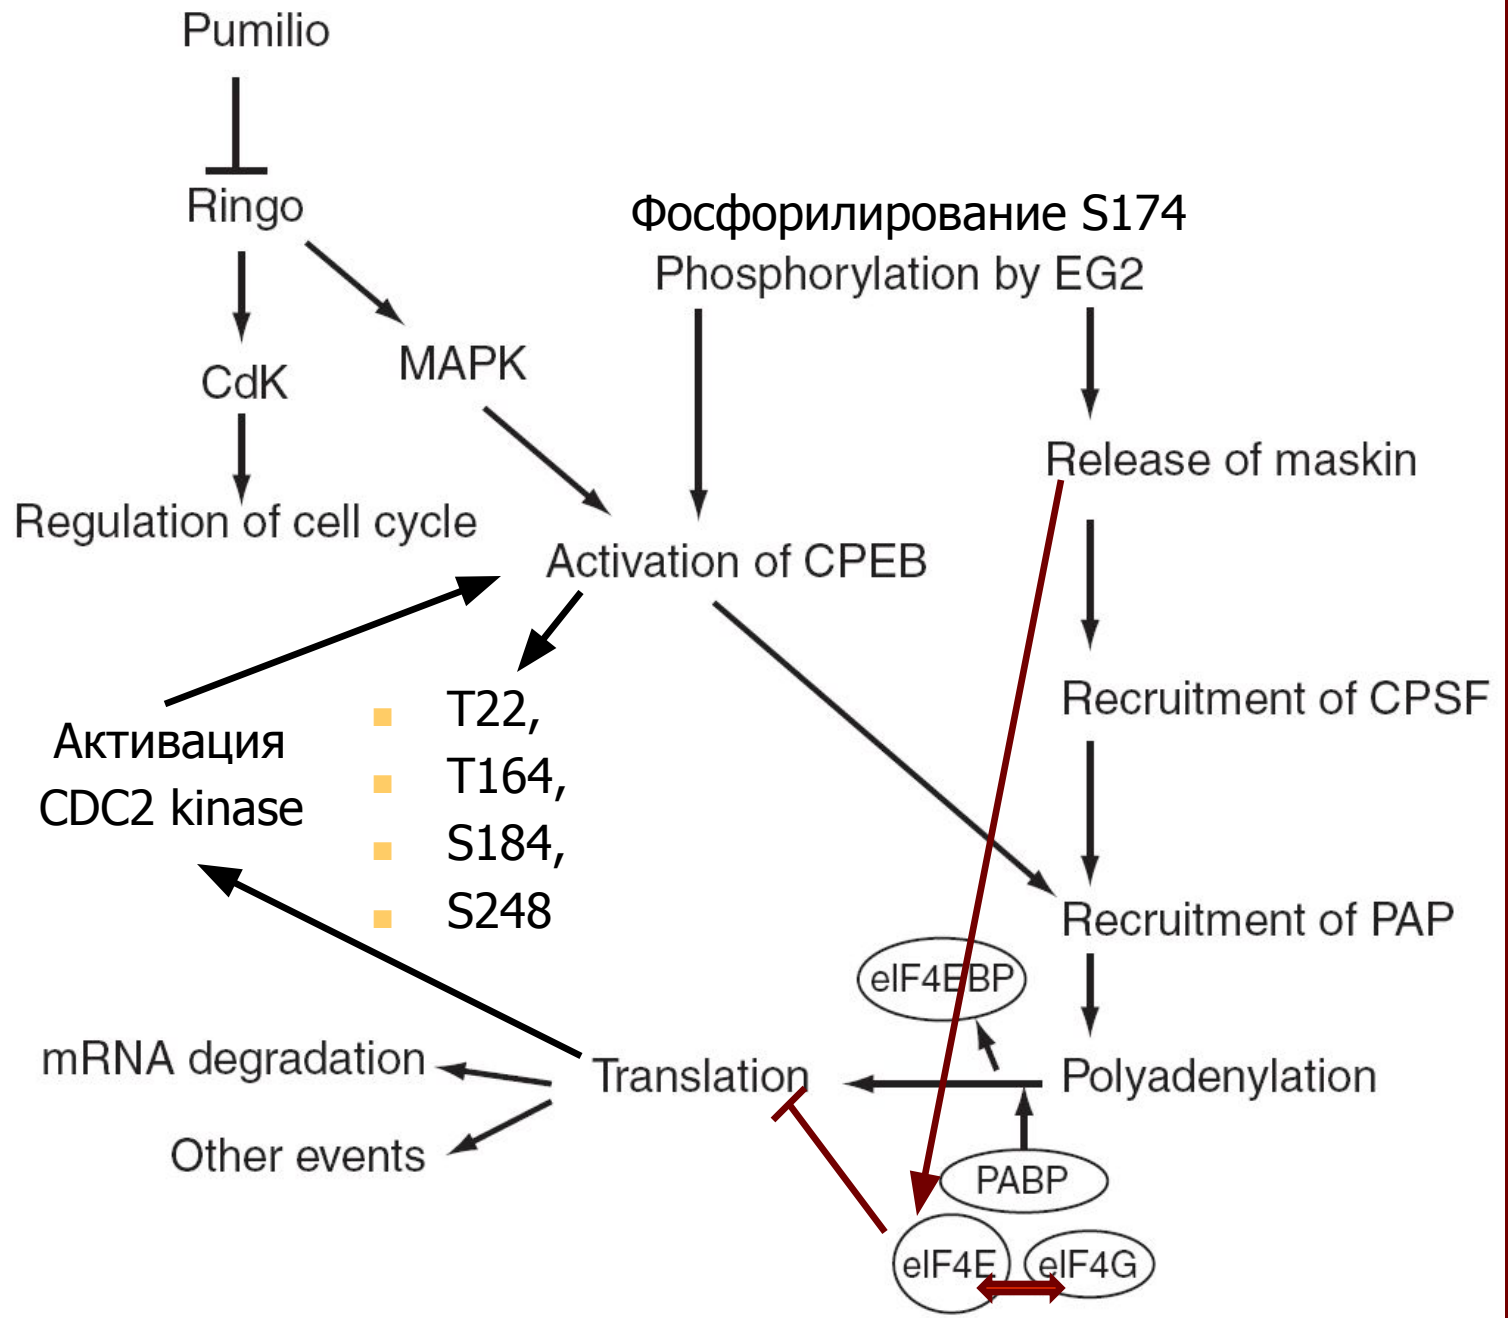 Pumilio
Ringo
Фосфорилирование S174
Phosphorylation by EG2
MAPK
CdK
Release of maskin
Regulation of cell cycle
Activation of CPEB
Активация
CDC2 kinase
T22,
T164,
S184,
S248
Recruitment of CPSF
Recruitment of PAP
eIF4EBP
mRNA degradation
Translation
Polyadenylation
Other events
PABP
eIF4E
eIF4G